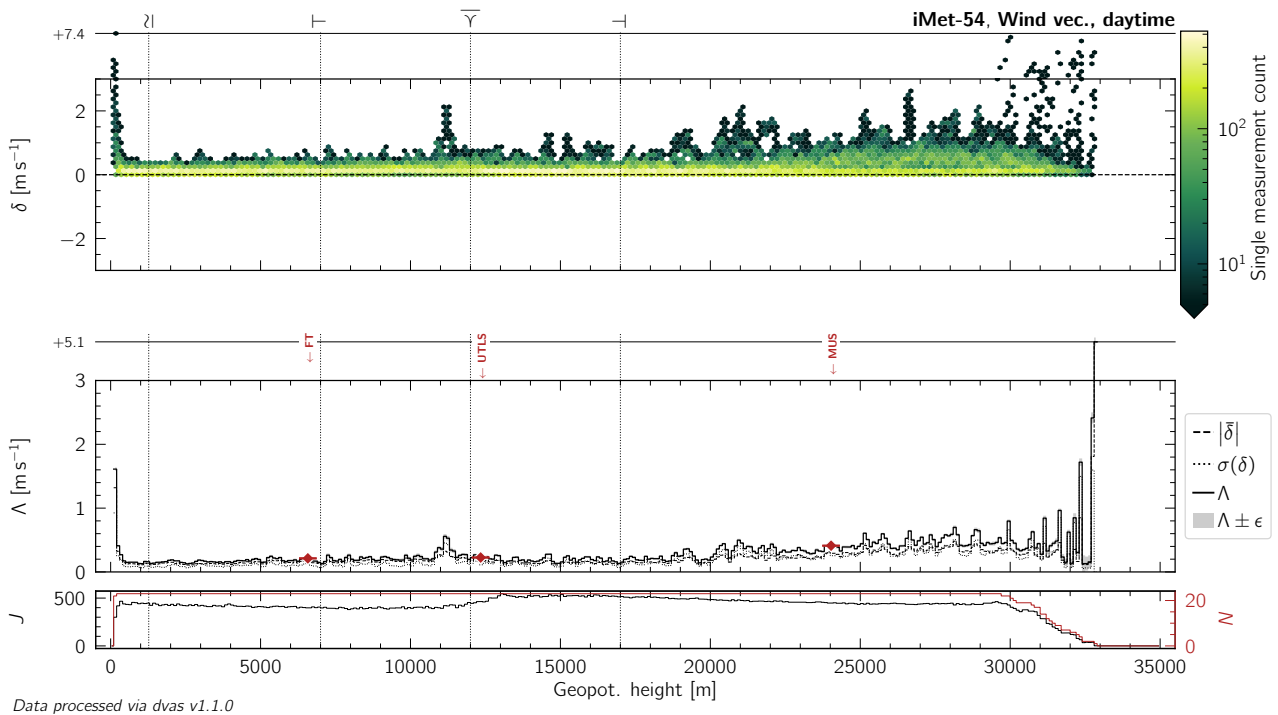 iMet-54, Wind vec., daytime
+7.4
2
0
−2
δ [m s⁻¹]
10²
10¹
Single measurement count
+5.1
→ FT
→ UTLS
→ MUS
3
2
1
0
Λ [m s⁻¹]
|δ̄|
σ(δ)
Λ
Λ ± ϵ
500
0
J
20
0
N
0 5000 10000 15000 20000 25000 30000 35000
Geopot. height [m]
Data processed via dvas v1.1.0